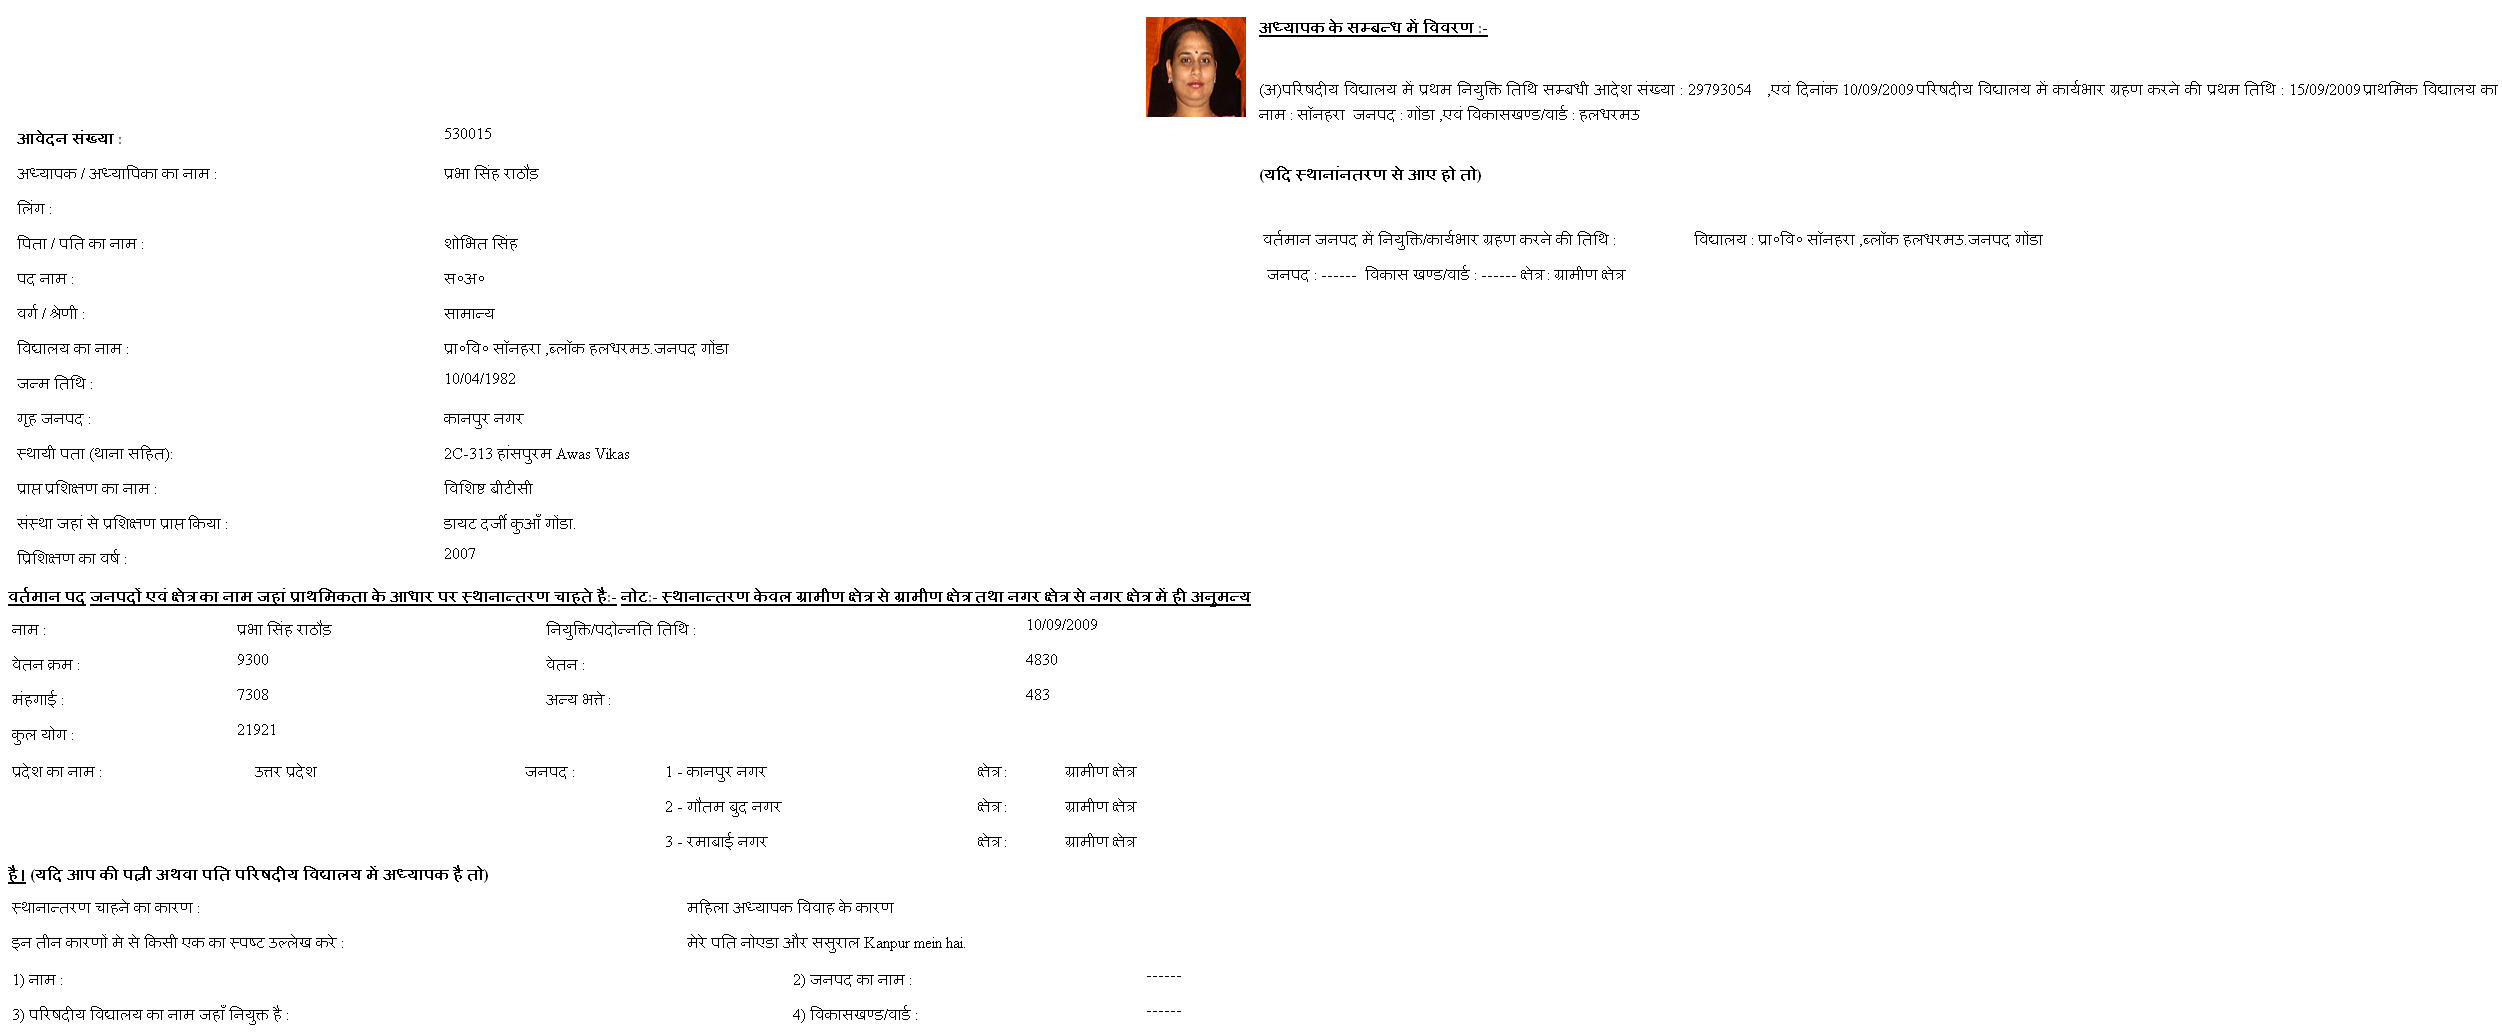 अध्यापक के सम्बन्ध में विवरण :-
(अ)परिषदीय विद्यालय में प्रथम नियुक्ति तिथि सम्बधी आदेश संख्या : 29793054 ,एवं दिनांक 10/09/2009 परिषदीय विद्यालय में कार्यभार ग्रहण करने की प्रथम तिथि : 15/09/2009 प्राथमिक विद्यालय का
नाम : सॉनहरा जनपद : गोंडा ,एवं विकासखण्ड/वार्ड : हलधरमउ
(यदि स्थानांनतरण से आए हो तो)
वर्तमान जनपद में नियुक्ति/कार्यभार ग्रहण करने की तिथि : विद्यालय : प्रा०वि० सॉनहरा ,ब्लॉक हलधरमउ.जनपद गोंडा
जनपद : ------ विकास खण्ड/वार्ड : ------ क्षेत्र : ग्रामीण क्षेत्र
आवेदन संख्या : 530015
अध्यापक / अध्यापिका का नाम : प्रभा सिंह राठौड़
लिंग :
पिता / पति का नाम : शोभित सिंह
पद नाम : स०अ०
वर्ग / श्रेणी : सामान्य
विद्यालय का नाम : प्रा०वि० सॉनहरा ,ब्लॉक हलधरमउ.जनपद गोंडा
जन्म तिथि : 10/04/1982
गृह जनपद : कानपुर नगर
स्थायी पता (थाना सहित): 2C-313 हांसपुरम Awas Vikas
प्राप्त प्रशिक्षण का नाम : विशिष्ट बीटीसी
संस्था जहां से प्रशिक्षण प्राप्त किया : डायट दर्जी कुआँ गोंडा.
प्रिशिक्षण का वर्ष : 2007
वर्तमान पद जनपदों एवं क्षेत्र का नाम जहां प्राथमिकता के आधार पर स्थानान्तरण चाहते है:- नोट:- स्थानान्तरण केवल ग्रामीण क्षेत्र से ग्रामीण क्षेत्र तथा नगर क्षेत्र से नगर क्षेत्र में ही अनुमन्य
नाम : प्रभा सिंह राठौड़ नियुक्ति/पदोन्नति तिथि : 10/09/2009
वेतन क्रम : 9300 वेतन : 4830
मंहगाई : 7308 अन्य भत्ते : 483
कुल योग : 21921
प्रदेश का नाम : उत्तर प्रदेश जनपद : 1 - कानपुर नगर क्षेत्र : ग्रामीण क्षेत्र
2 - गौतम बुद नगर क्षेत्र : ग्रामीण क्षेत्र
3 - रमाबाई नगर क्षेत्र : ग्रामीण क्षेत्र
है। (यदि आप की पत्नी अथवा पति परिषदीय विद्यालय में अध्यापक है तो)
स्थानान्तरण चाहने का कारण : महिला अध्यापक विवाह के कारण
इन तीन कारणों मे से किसी एक का स्पष्ट उल्लेख करे : मेरे पति नोएडा और ससुराल Kanpur mein hai.
1) नाम : 2) जनपद का नाम : ------
3) परिषदीय विद्यालय का नाम जहाँ नियुक्त है : 4) विकासखण्ड/वार्ड : ------